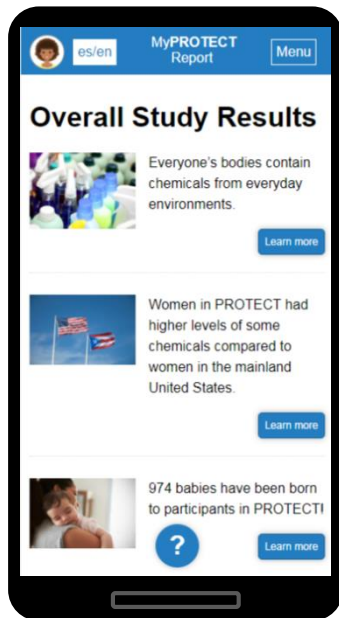 es/en
MyPROTECT
Report
Menu
Overall Study Results
Everyone's bodies contain
chemicals from everyday
environments.
Learn more
Women in PROTECT had
higher levels of some
chemicals compared to
women in the mainland
United States.
Learn more
974 babies have been born
to participants in PROTECT!
?
Learn more